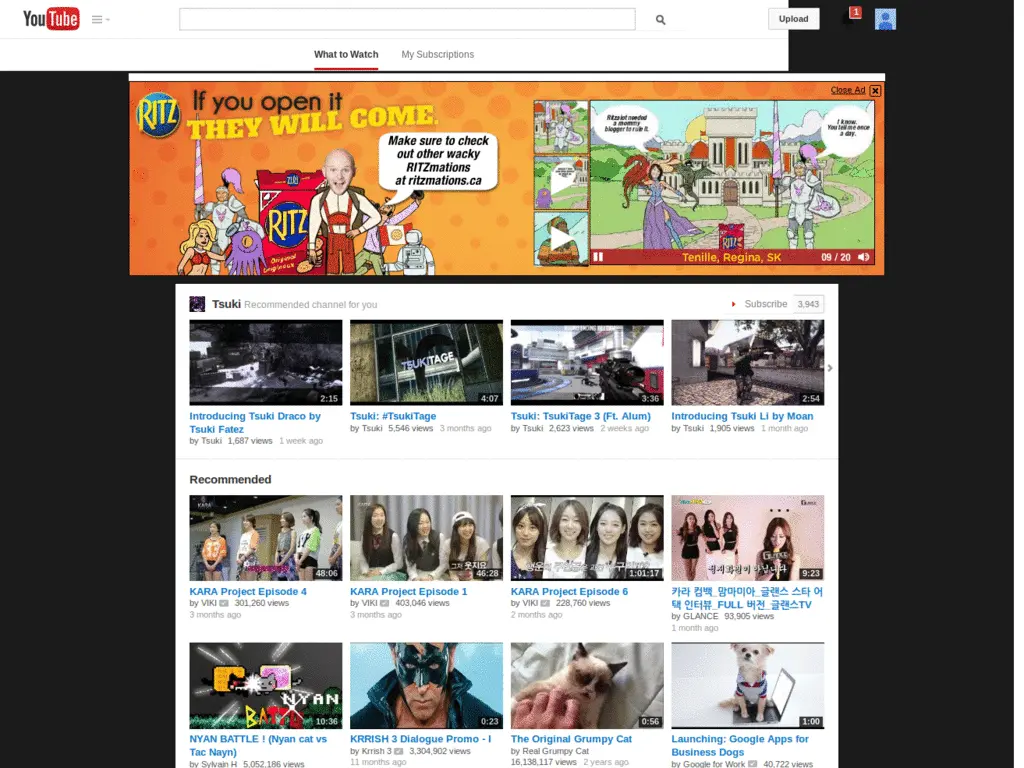 YouTube
Upload
1
What to Watch
My Subscriptions
Close Ad X
RITZ
If you open it
THEY WILL COME.
Make sure to check
out other wacky
RITZmations
at ritzmations.ca
RITZ
Original
I know.
You tell me once
a day.
RITZ
Tenille, Regina, SK
09 / 20
Tsuki Recommended channel for you
Subscribe 3,943
2:15
TSUKITAGE
4:07
3:36
2:54
Introducing Tsuki Draco by
Tsuki Fatez
by Tsuki 1,687 views 1 week ago
Tsuki: #TsukiTage
by Tsuki 5,546 views 3 months ago
Tsuki: TsukiTage 3 (Ft. Alum)
by Tsuki 2,623 views 2 weeks ago
Introducing Tsuki Li by Moan
by Tsuki 1,905 views 1 month ago
Recommended
KARA
48:06
KARA
46:28
1:01:17
9:23
KARA Project Episode 4
by VIKI 301,260 views
3 months ago
KARA Project Episode 1
by VIKI 403,046 views
3 months ago
KARA Project Episode 6
by VIKI 228,760 views
2 months ago
카라 컴백_맘마미아_글랜스 스타 어
택 인터뷰_FULL 버전_글랜스TV
by GLANCE 93,905 views
1 month ago
NYAN
BATTLE
10:36
0:23
0:56
1:00
NYAN BATTLE ! (Nyan cat vs
Tac Nayn)
by Sylvain H 5,052,186 views
KRRISH 3 Dialogue Promo - I
by Krrish 3 3,304,902 views
11 months ago
The Original Grumpy Cat
by Real Grumpy Cat
16,138,117 views 2 years ago
Launching: Google Apps for
Business Dogs
by Google for Work 40,722 views